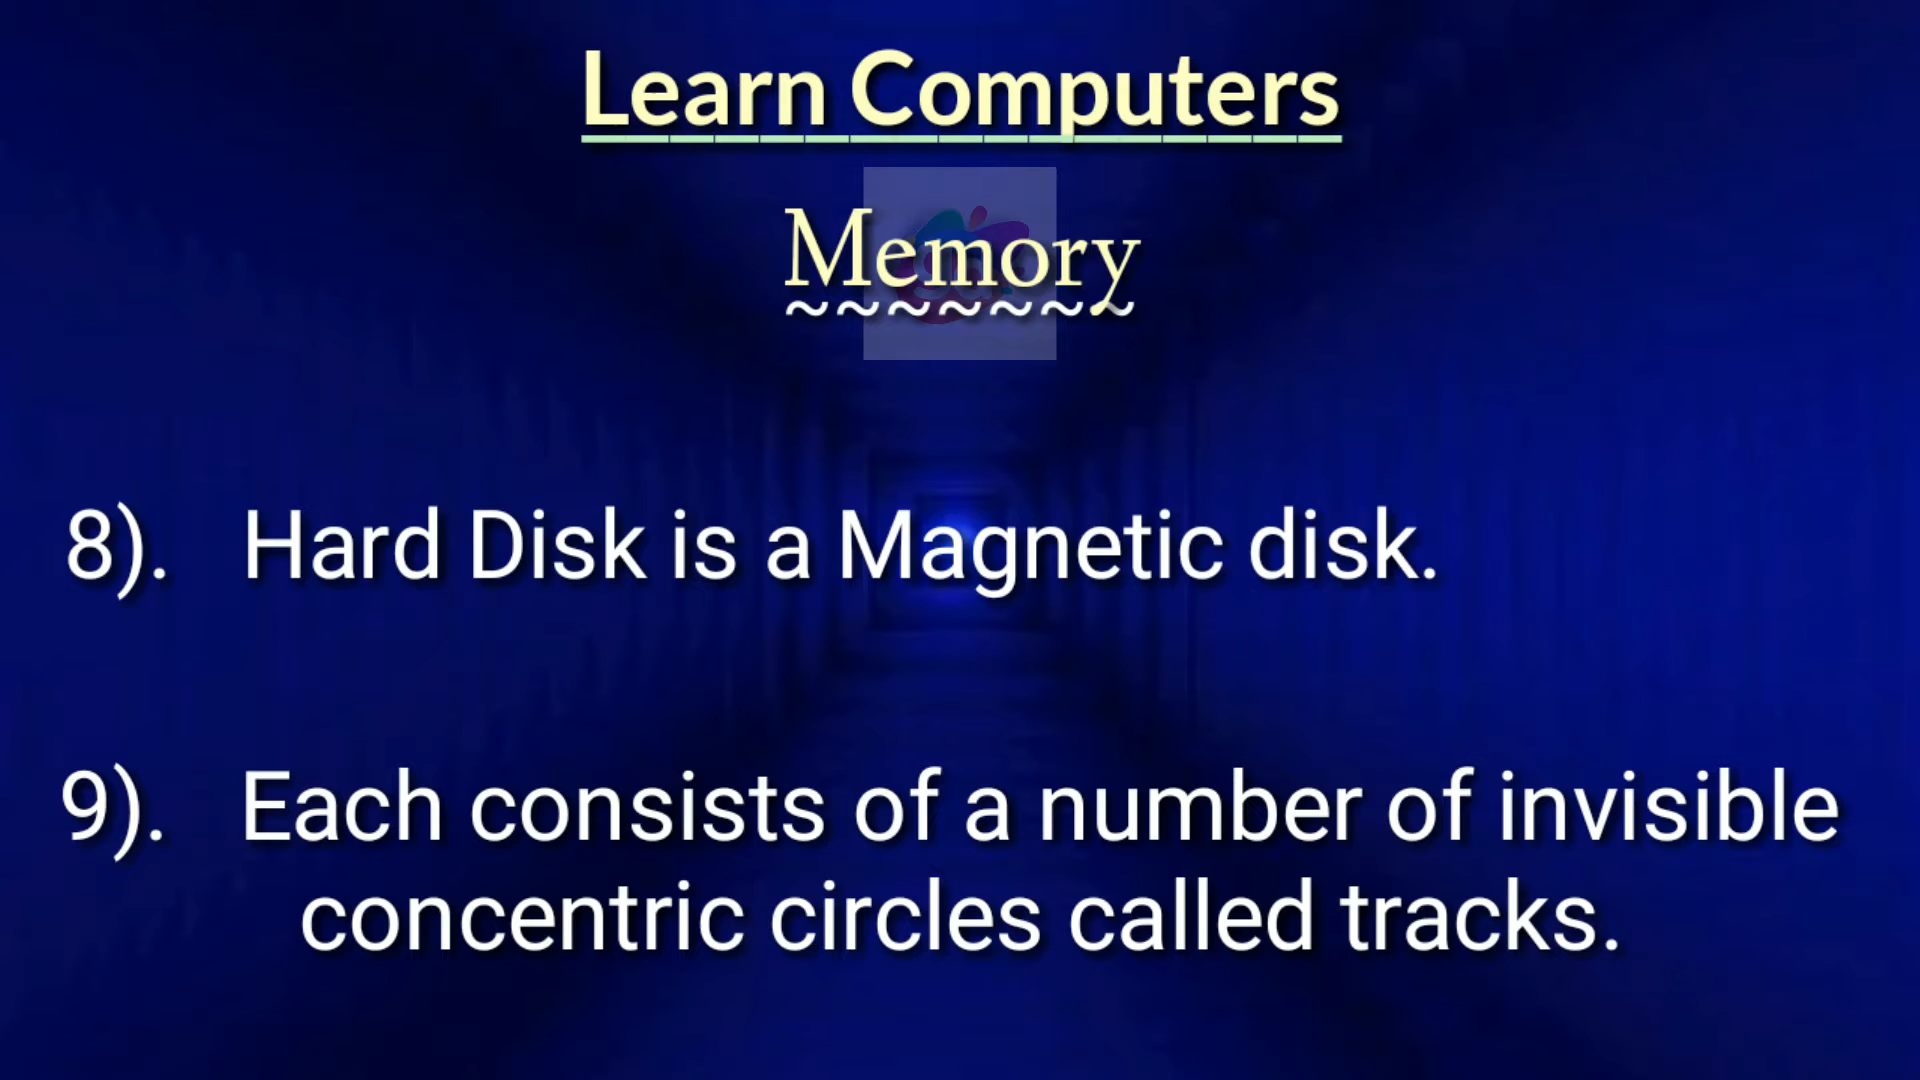 Learn Computers
Memory
~~~~~~~
8). Hard Disk is a Magnetic disk.
9). Each consists of a number of invisible
concentric circles called tracks.